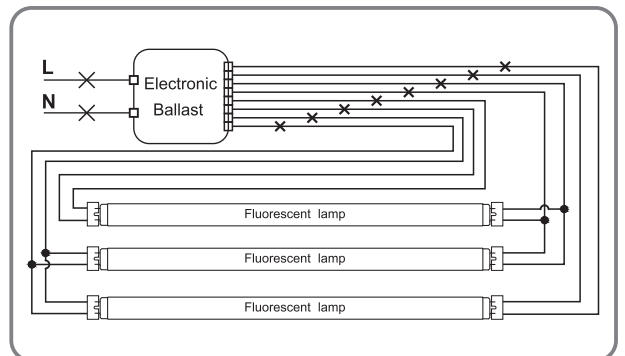 L
N
Electronic
Ballast
Fluorescent lamp
Fluorescent lamp
Fluorescent lamp